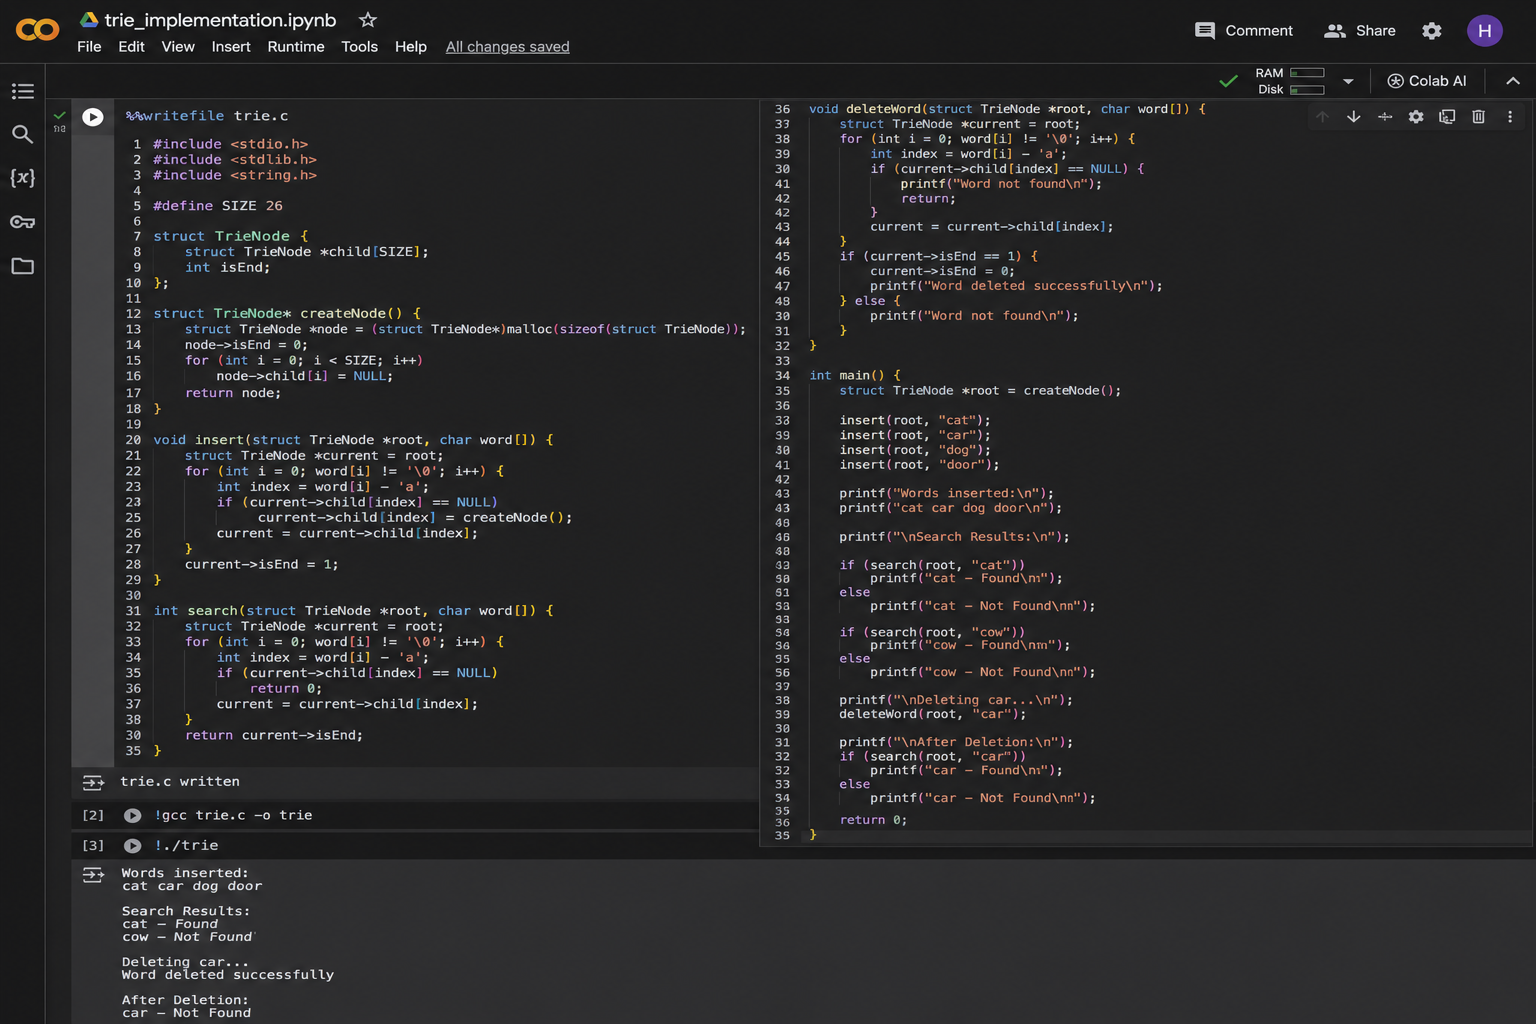 trie_implementation.ipynb
File Edit View Insert Runtime Tools Help All changes saved
Comment
Share
H
RAM
Disk
Colab AI
%%writefile trie.c
1 #include <stdio.h>
2 #include <stdlib.h>
3 #include <string.h>
4
5 #define SIZE 26
6
7 struct TrieNode {
8 struct TrieNode *child[SIZE];
9 int isEnd;
10 };
11
12 struct TrieNode* createNode() {
13 struct TrieNode *node = (struct TrieNode*)malloc(sizeof(struct TrieNode));
14 node->isEnd = 0;
15 for (int i = 0; i < SIZE; i++)
16 node->child[i] = NULL;
17 return node;
18 }
19
20 void insert(struct TrieNode *root, char word[]) {
21 struct TrieNode *current = root;
22 for (int i = 0; word[i] != '\0'; i++) {
23 int index = word[i] - 'a';
23 if (current->child[index] == NULL)
25 current->child[index] = createNode();
26 current = current->child[index];
27 }
28 current->isEnd = 1;
29 }
30
31 int search(struct TrieNode *root, char word[]) {
32 struct TrieNode *current = root;
33 for (int i = 0; word[i] != '\0'; i++) {
34 int index = word[i] - 'a';
35 if (current->child[index] == NULL)
36 return 0;
37 current = current->child[index];
38 }
30 return current->isEnd;
35 }
trie.c written
[2] !gcc trie.c -o trie
[3] !./trie
Words inserted:
cat car dog door
Search Results:
cat – Found
cow – Not Found
Deleting car...
Word deleted successfully
After Deletion:
car – Not Found
36 void deleteWord(struct TrieNode *root, char word[]) {
33 struct TrieNode *current = root;
38 for (int i = 0; word[i] != '\0'; i++) {
39 int index = word[i] - 'a';
30 if (current->child[index] == NULL) {
41 printf("Word not found\n");
42 return;
42 }
43 current = current->child[index];
44 }
45 if (current->isEnd == 1) {
46 current->isEnd = 0;
47 printf("Word deleted successfully\n");
48 } else {
30 printf("Word not found\n");
31 }
32 }
33
34 int main() {
35 struct TrieNode *root = createNode();
36
33 insert(root, "cat");
39 insert(root, "car");
30 insert(root, "dog");
41 insert(root, "door");
42
43 printf("Words inserted:\n");
43 printf("cat car dog door\n");
printf("\nSearch Results:\n");
48
if (search(root, "cat"))
printf("cat – Found
else
printf("cat – Not Found
if (search(root, "cow"))
printf("cow – Found
else
56 printf("cow – Not Found
37
38 printf("\nDeleting car...\n");
39 deleteWord(root, "car");
30
31 printf("\nAfter Deletion:\n");
32 if (search(root, "car"))
32 printf("car – Found
33 else
34 printf("car – Not Found
35
36 return 0;
35 }